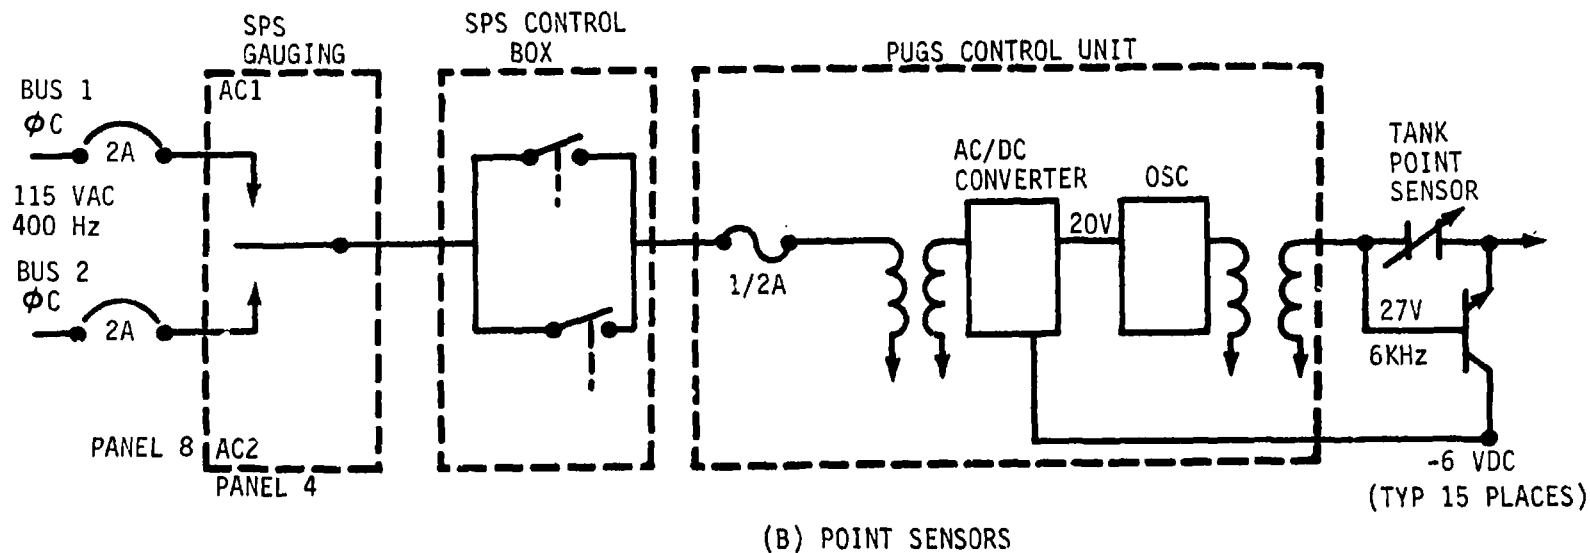 SPS
GAUGING
SPS CONTROL
BOX
PUGS CONTROL UNIT
BUS 1
ϕC
2A
AC1
115 VAC
400 Hz
BUS 2
ϕC
2A
PANEL 8
AC2
PANEL 4
1/2A
AC/DC
CONVERTER
20V
OSC
TANK
POINT
SENSOR
27V
6KHz
-6 VDC
(TYP 15 PLACES)
(B) POINT SENSORS